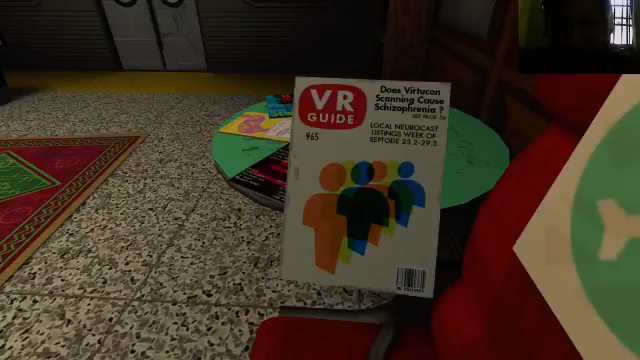 VR
GUIDE
Does Virtucon
Scanning Cause
Schizophrenia ?
SEE PAGE 56
¥65
LOCAL NEUROCAST
LISTINGS WEEK OF
SEPTODE 23.2-29.3